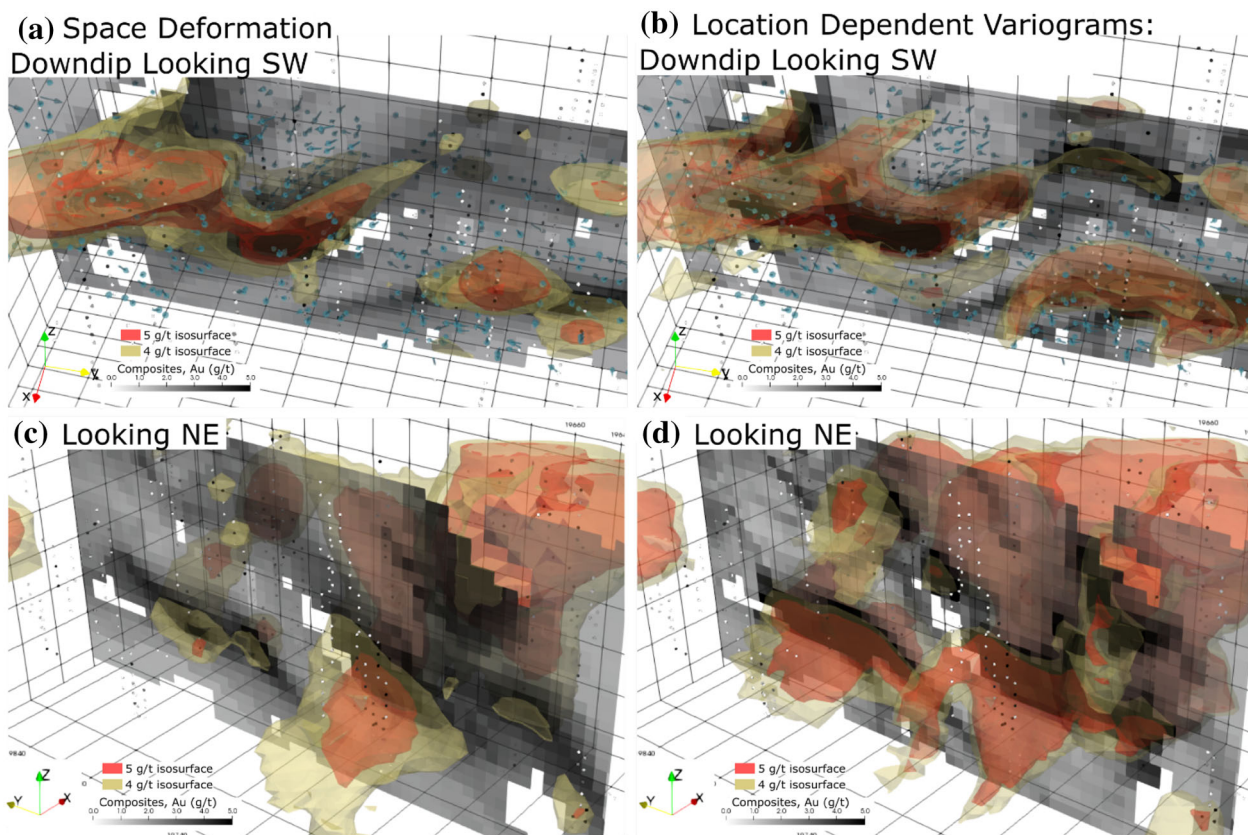 (a) Space Deformation
Downdip Looking SW
Z
Y
X
5 g/t isosurface
4 g/t isosurface
Composites, Au (g/t)
0.0 1.0 2.0 3.0 4.0 5.0
(b) Location Dependent Variograms:
Downdip Looking SW
Z
Y
X
5 g/t isosurface
4 g/t isosurface
Composites, Au (g/t)
0.0 1.0 2.0 3.0 4.0 5.0
(c) Looking NE
19660
9840
Z
Y
X
5 g/t isosurface
4 g/t isosurface
Composites, Au (g/t)
0.0 1.0 2.0 3.0 4.0 5.0
(d) Looking NE
19660
9840
Z
Y
X
5 g/t isosurface
4 g/t isosurface
Composites, Au (g/t)
0.0 1.0 2.0 3.0 4.0 5.0